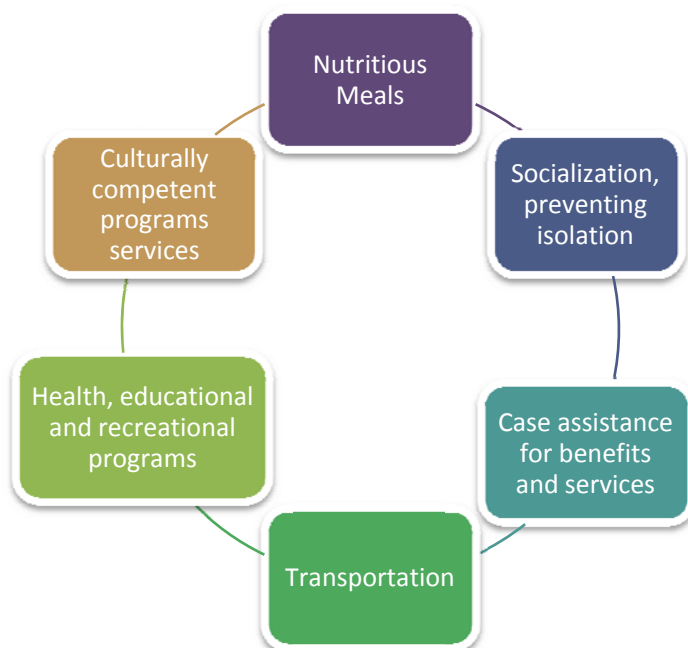 Nutritious
Meals
Socialization,
preventing
isolation
Case assistance
for benefits
and services
Transportation
Health, educational
and recreational
programs
Culturally
competent
programs
services